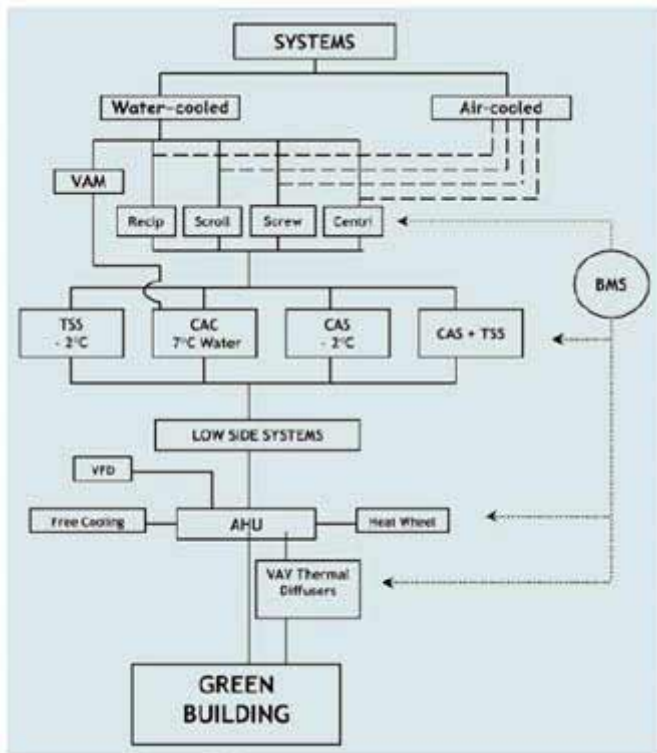 SYSTEMS
Water-cooled
Air-cooled
VAM
Recip
Scroll
Screw
Centri
BMS
TSS
- 2°C
CAC
7°C Water
CAS
- 2°C
CAS + TSS
LOW SIDE SYSTEMS
VFD
Free Cooling
AHU
Heat Wheel
VAV Thermal
Diffusers
GREEN
BUILDING